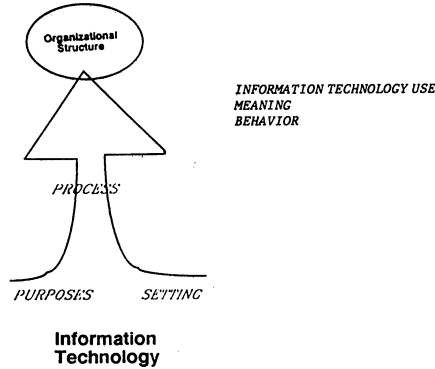 Organizational
Structure
INFORMATION TECHNOLOGY USE
MEANING
BEHAVIOR
PROCESS
PURPOSES
SETTING
Information
Technology